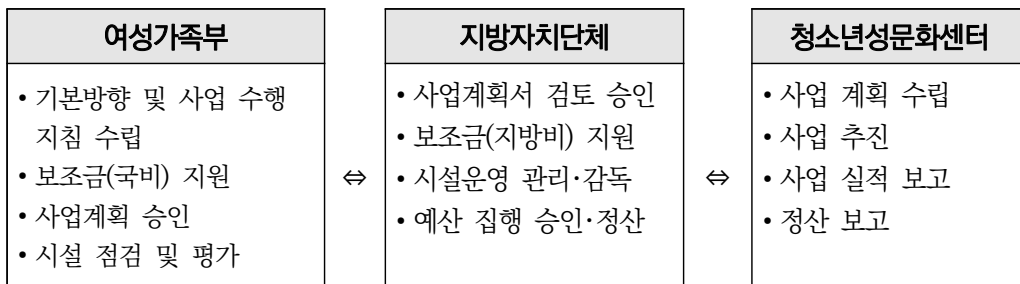 여성가족부
• 기본방향 및 사업 수행
지침 수립
• 보조금(국비) 지원
• 사업계획 승인
• 시설 점검 및 평가
⇔
지방자치단체
• 사업계획서 검토 승인
• 보조금(지방비) 지원
• 시설운영 관리·감독
• 예산 집행 승인·정산
⇔
청소년성문화센터
• 사업 계획 수립
• 사업 추진
• 사업 실적 보고
• 정산 보고